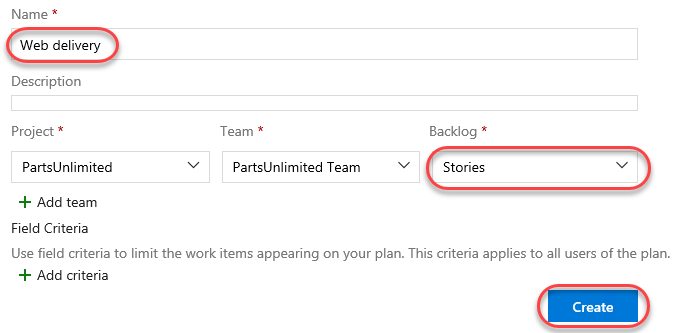 Name *
Web delivery
Description
Project * Team * Backlog *
PartsUnlimited PartsUnlimited Team Stories
+ Add team
Field Criteria
Use field criteria to limit the work items appearing on your plan. This criteria applies to all users of the plan.
+ Add criteria
Create